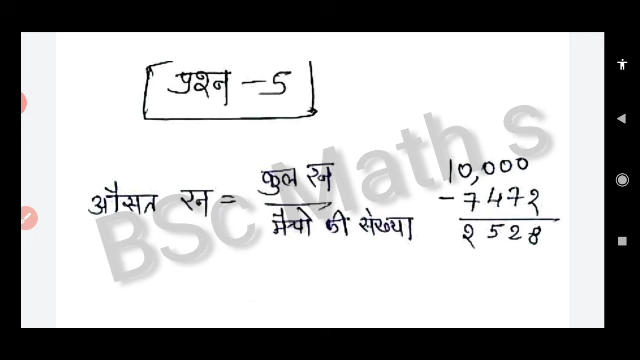 प्रश्न - 5
औसत रन = कुल रन / मैचो की संख्या
10,000
- 7472
2528
BSc Maths